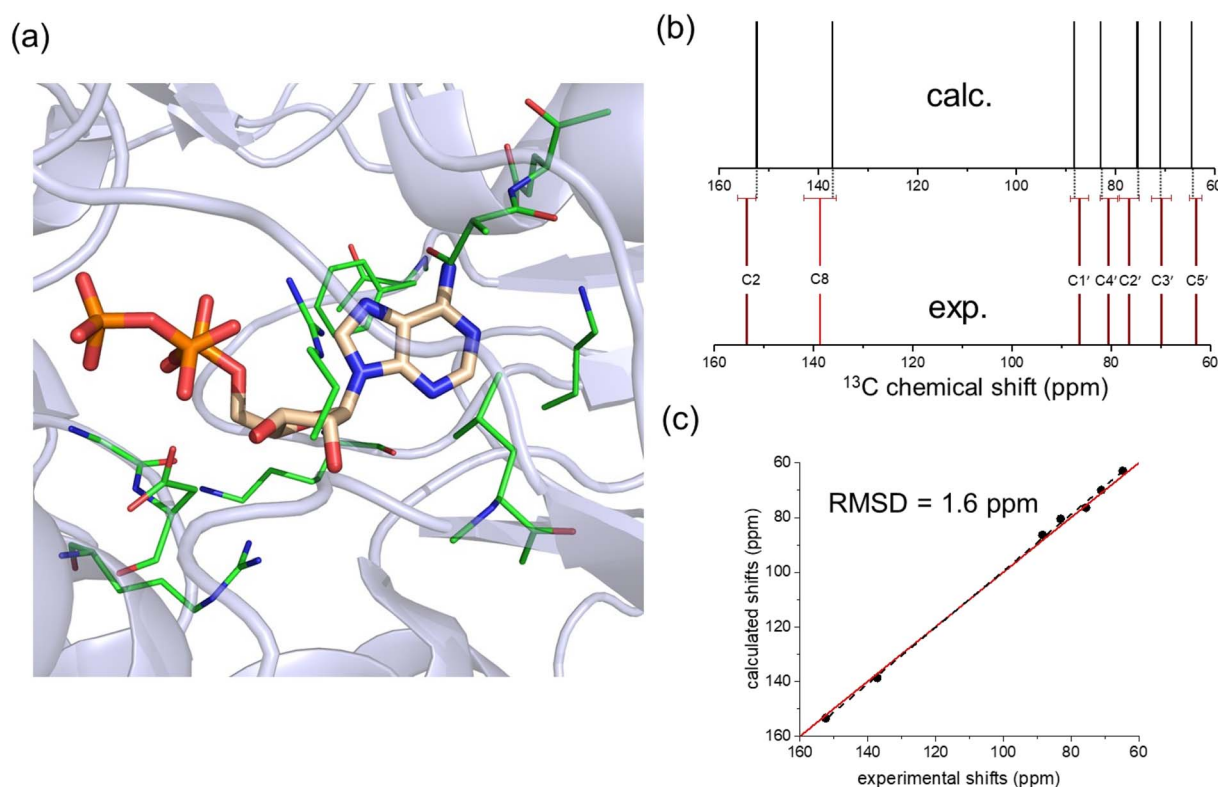 (a)
(b)
calc.
160 140 120 100 80 60
C2 C8 C1′ C4′ C2′ C3′ C5′
exp.
160 140 120 100 80 60
¹³C chemical shift (ppm)
(c)
60
80
100
120
140
160
calculated shifts (ppm)
RMSD = 1.6 ppm
160 140 120 100 80 60
experimental shifts (ppm)